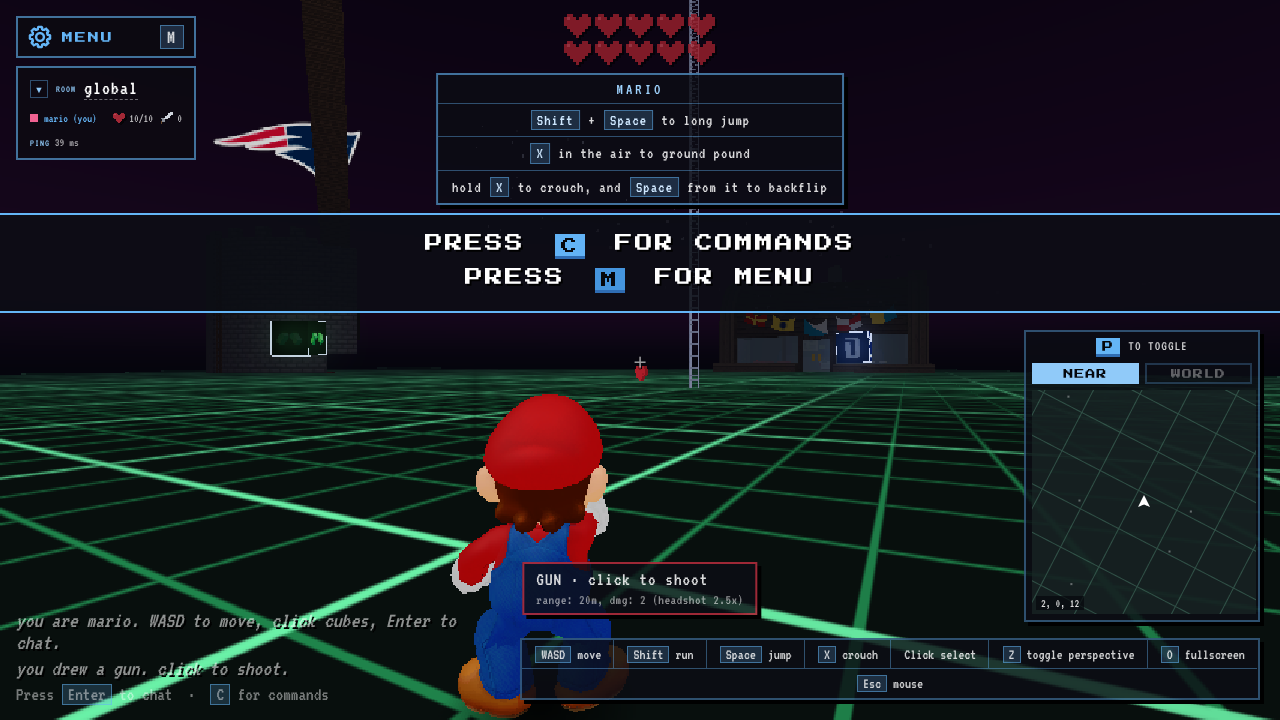 MENU M
▼ ROOM global
mario (you) 10/10 0
PING 39 ms
MARIO
Shift + Space to long jump
X in the air to ground pound
hold X to crouch, and Space from it to backflip
PRESS C FOR COMMANDS
PRESS M FOR MENU
P TO TOGGLE
NEAR WORLD
2, 0, 12
GUN · click to shoot
range: 20m, dmg: 2 (headshot 2.5x)
you are mario. WASD to move, click cubes, Enter to
chat.
you drew a gun. click to shoot.
Press Enter to chat · C for commands
WASD move Shift run Space jump X crouch Click select Z toggle perspective O fullscreen
Esc mouse